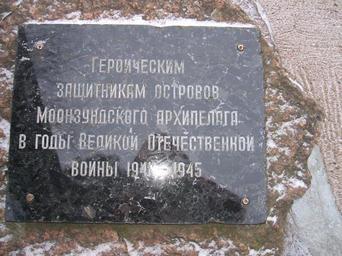 Героическим
защитникам островов
Моонзундского архипелага
в годы Великой Отечественной
войны 1941-1945